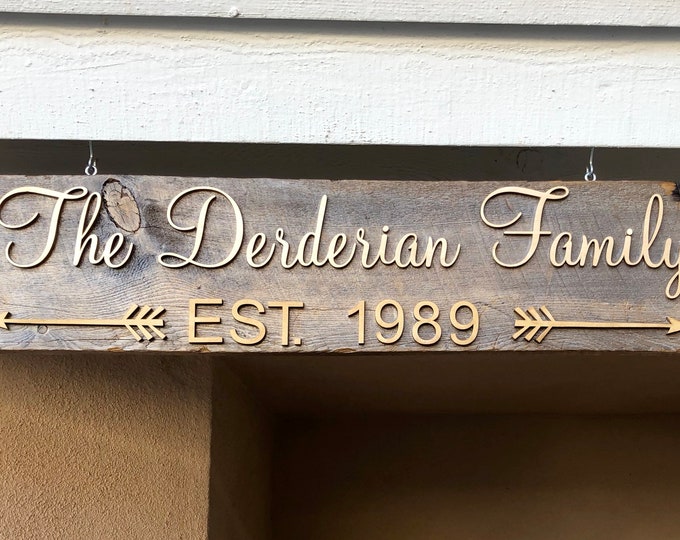 The Derderian Family
EST. 1989